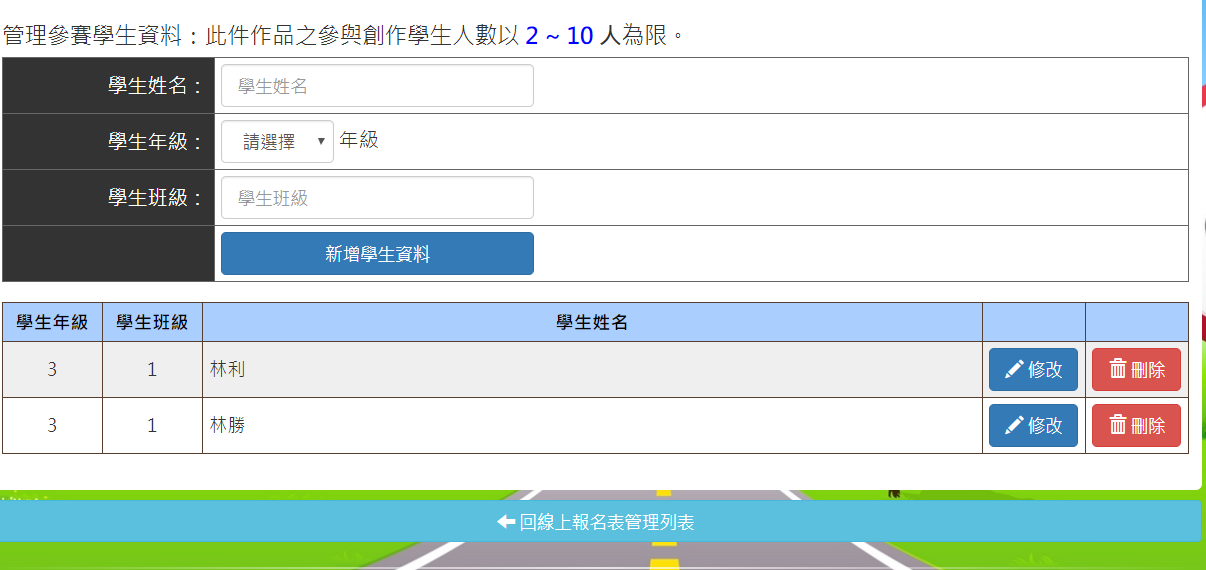 管理參賽學生資料：此件作品之參與創作學生人數以 2 ~ 10 人為限。
學生姓名： 學生姓名
學生年級： 請選擇 年級
學生班級： 學生班級
新增學生資料
學生年級 學生班級 學生姓名
3 1 林利 修改 刪除
3 1 林勝 修改 刪除
回線上報名表管理列表